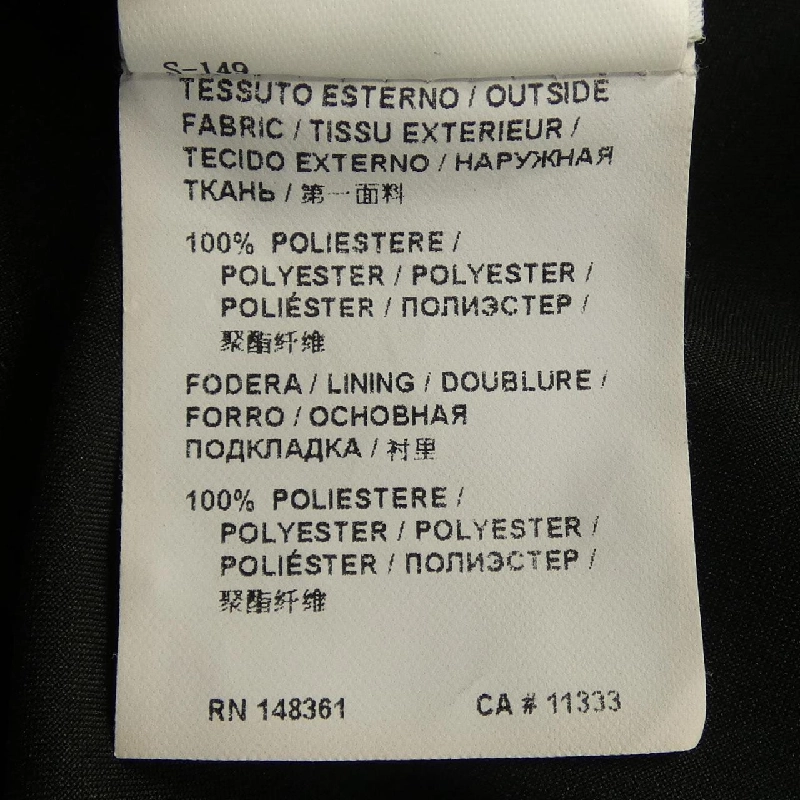 S-149
TESSUTO ESTERNO / OUTSIDE
FABRIC / TISSU EXTERIEUR /
TECIDO EXTERNO / НАРУЖНАЯ
ТКАНЬ / 第一面料
100% POLIESTERE /
POLYESTER / POLYESTER /
POLIÉSTER / ПОЛИЭСТЕР /
聚酯纤维
FODERA / LINING / DOUBLURE /
FORRO / ОСНОВНАЯ
ПОДКЛАДКА / 衬里
100% POLIESTERE /
POLYESTER / POLYESTER /
POLIÉSTER / ПОЛИЭСТЕР /
聚酯纤维
RN 148361 CA # 11333